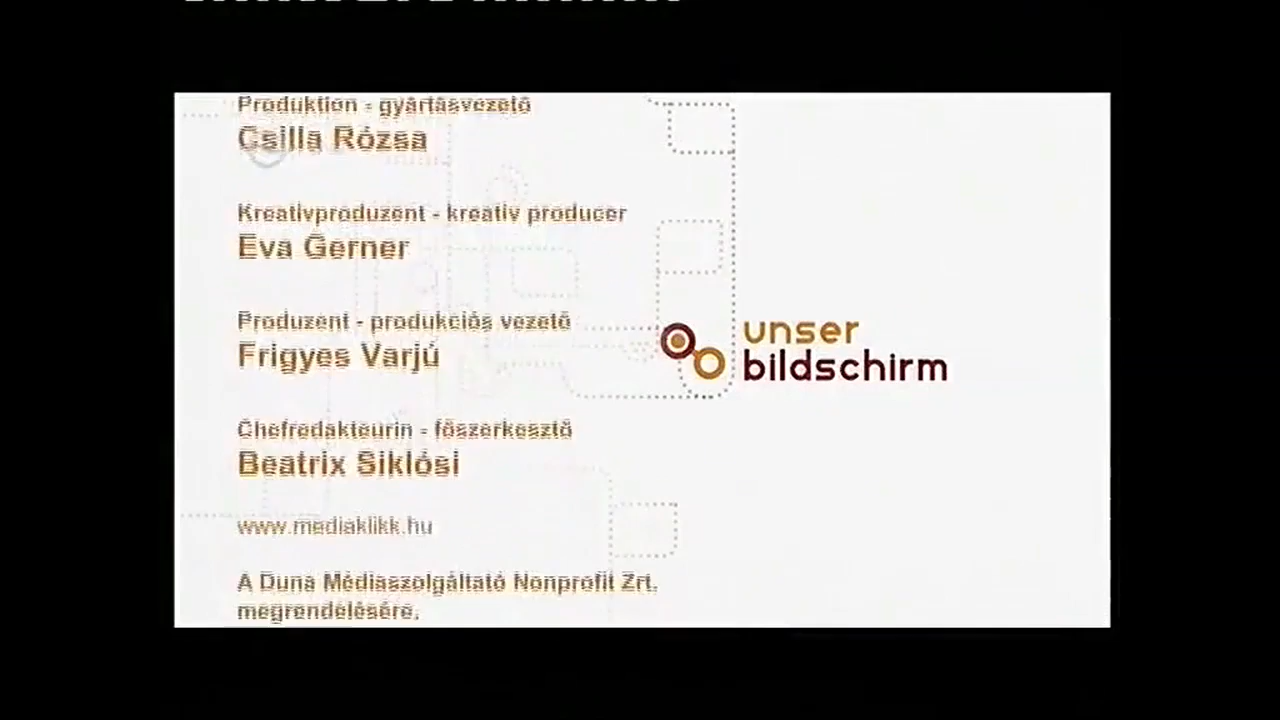 Produktion - gyártásvezető
Csilla Rózsa
Kreativproduzent - kreatív producer
Eva Gerner
Produzent - produkciós vezető
Frigyes Varjú
unser
bildschirm
Chefredakteurin - főszerkesztő
Beatrix Siklósi
www.mediaklikk.hu
A Duna Médiaszolgáltató Nonprofit Zrt.
megrendelésére,